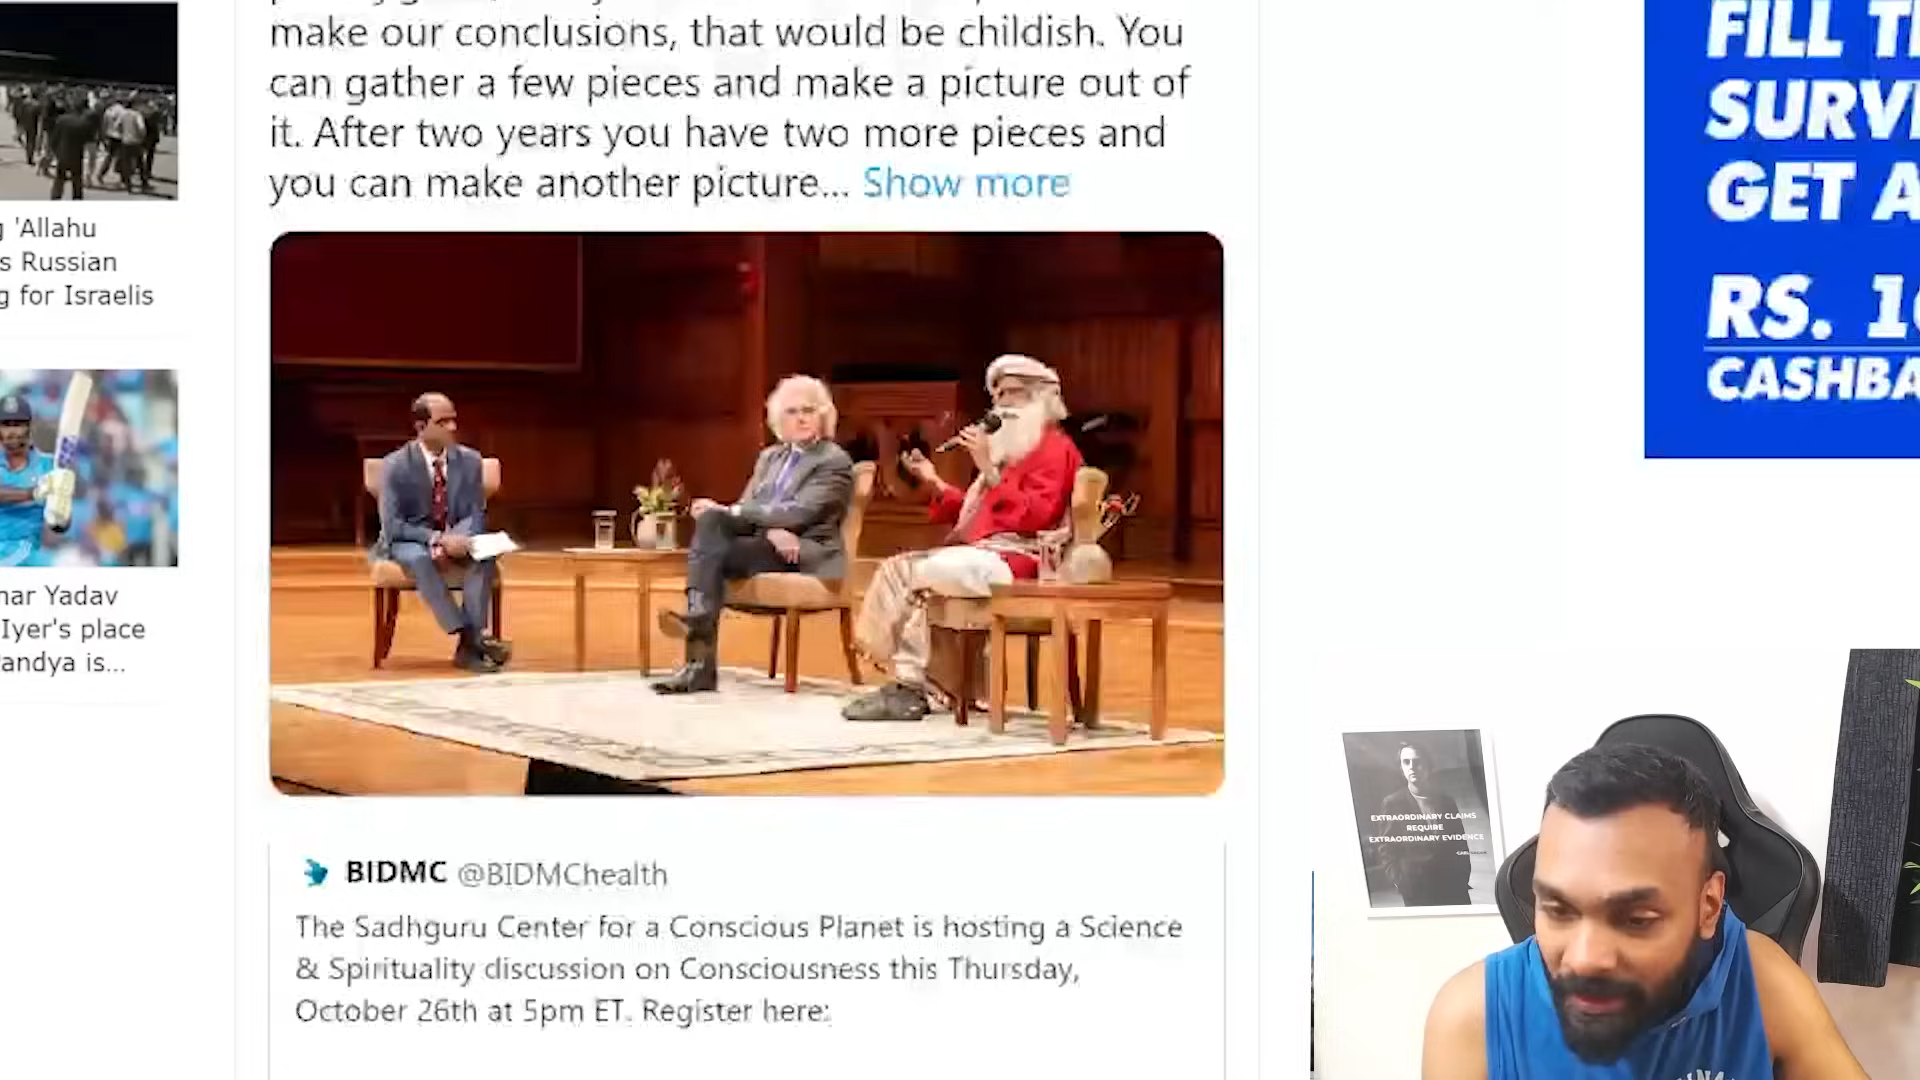 make our conclusions, that would be childish. You
can gather a few pieces and make a picture out of
it. After two years you have two more pieces and
you can make another picture... Show more
'Allahu
s Russian
g for Israelis
mar Yadav
Iyer's place
andya is...
BIDMC @BIDMChealth
The Sadhguru Center for a Conscious Planet is hosting a Science
& Spirituality discussion on Consciousness this Thursday,
October 26th at 5pm ET. Register here:
FILL T
SURV
GET A
RS. 1
CASHBA
EXTRAORDINARY CLAIMS
REQUIRE
EXTRAORDINARY EVIDENCE